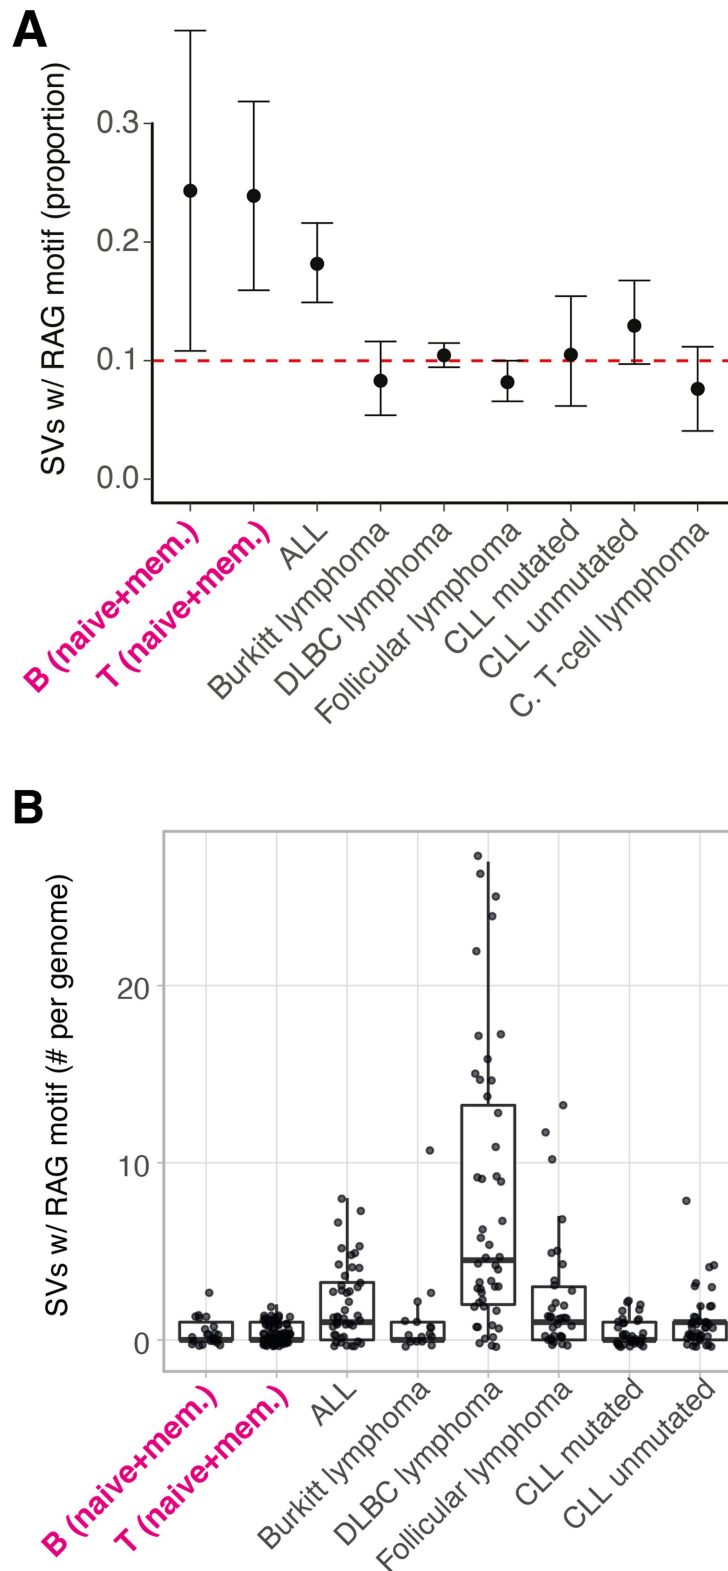 A
SVs w/ RAG motif (proportion)
0.3
0.2
0.1
0.0
B (naive+mem.)
T (naive+mem.)
ALL
Burkitt lymphoma
DLBC lymphoma
Follicular lymphoma
CLL mutated
CLL unmutated
C. T-cell lymphoma
B
SVs w/ RAG motif (# per genome)
20
10
0
B (naive+mem.)
T (naive+mem.)
ALL
Burkitt lymphoma
DLBC lymphoma
Follicular lymphoma
CLL mutated
CLL unmutated